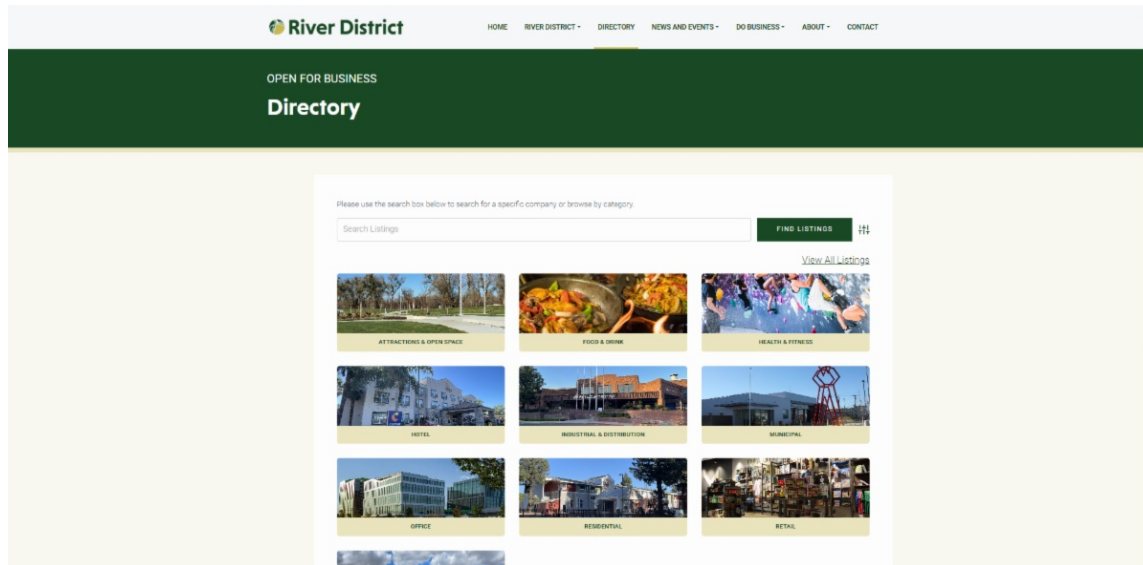 River District
HOME RIVER DISTRICT DIRECTORY NEWS AND EVENTS DO BUSINESS ABOUT CONTACT
OPEN FOR BUSINESS
Directory
Please use the search box below to search for a specific company or browse by category.
Search Listings
FIND LISTINGS
View All Listings
ATTRACTIONS & OPEN SPACE
FOOD & DRINK
HEALTH & FITNESS
HOTEL
INDUSTRIAL & DISTRIBUTION
MUNICIPAL
OFFICE
RESIDENTIAL
RETAIL